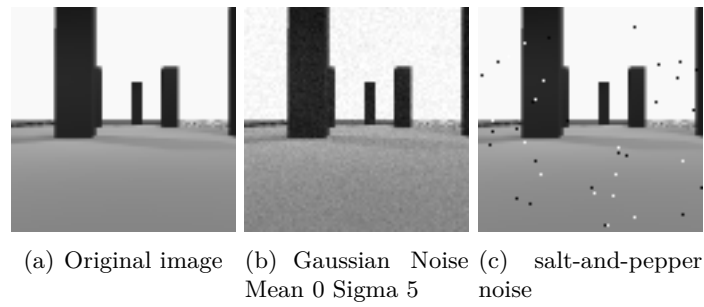 (a) Original image
(b) Gaussian Noise
Mean 0 Sigma 5
(c) salt-and-pepper
noise